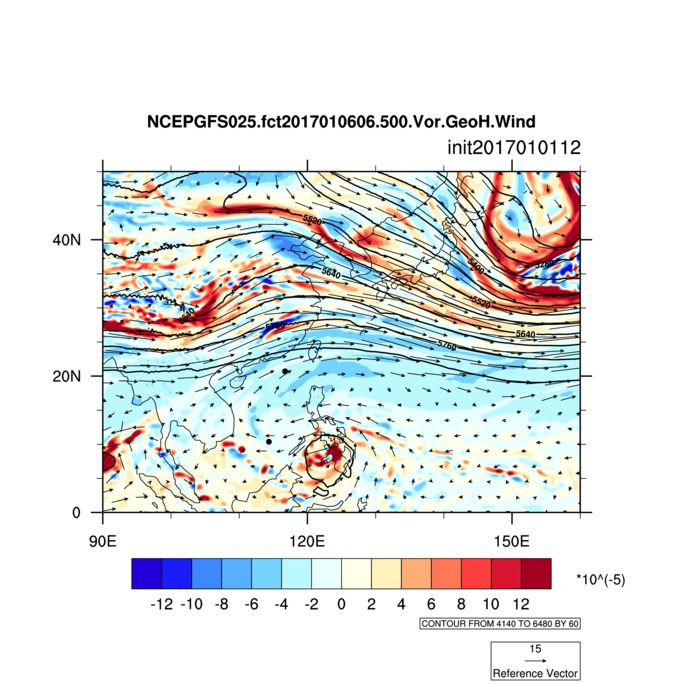 NCEPGFS025.fct2017010606.500.Vor.GeoH.Wind
init2017010112
5520
40N
5640
5400
5520
5640
5760
20N
0
90E 120E 150E
*10^(-5)
-12 -10 -8 -6 -4 -2 0 2 4 6 8 10 12
CONTOUR FROM 4140 TO 6480 BY 60
15
Reference Vector